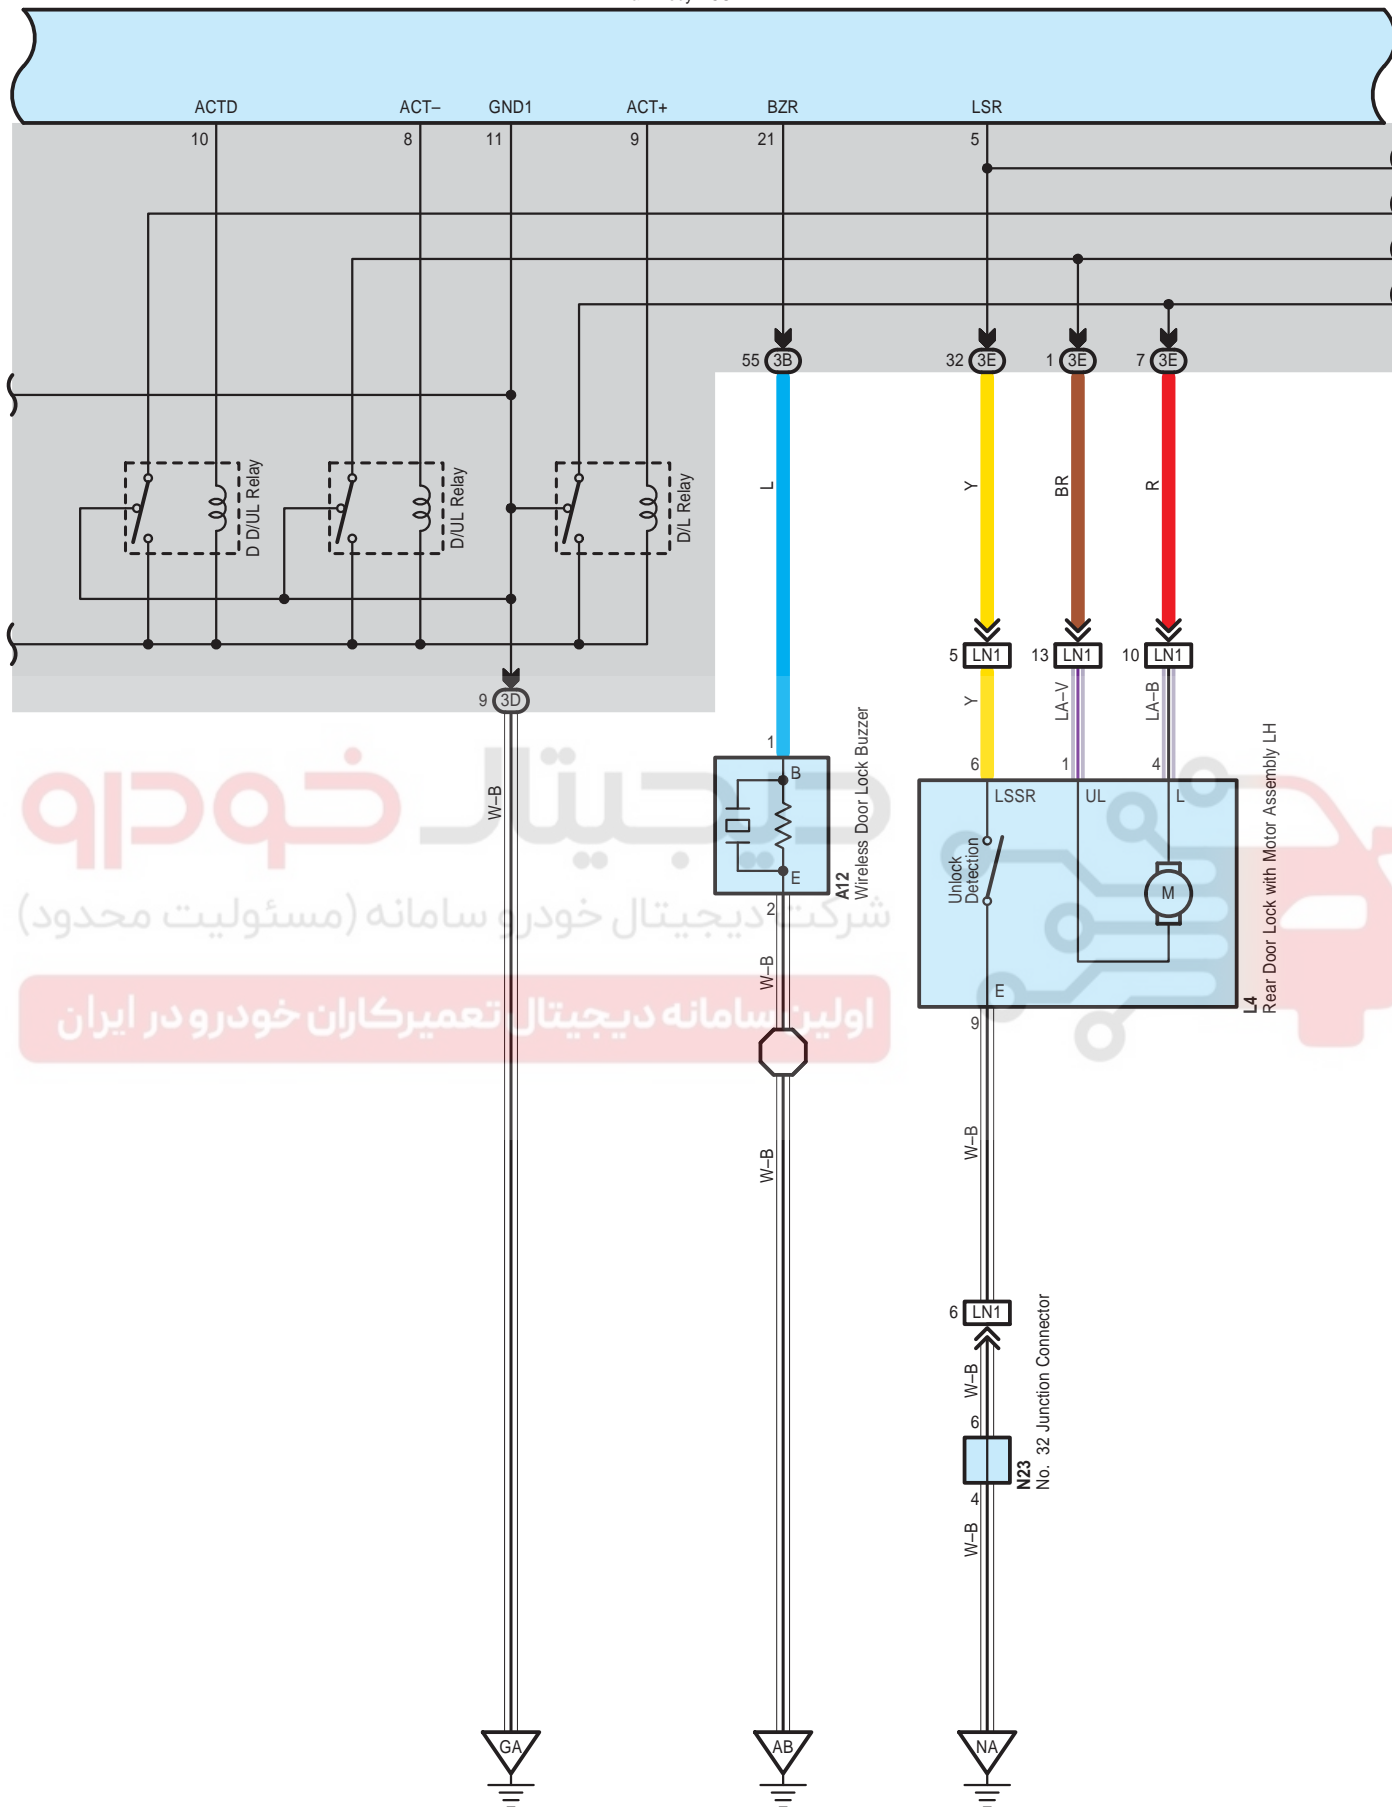 ACTD ACT– GND1 ACT+ BZR LSR
10 8 11 9 21 5
55 3B 32 3E 1 3E 7 3E
D D/UL Relay
D/UL Relay
D/L Relay
L
Y
BR
R
5 LN1 13 LN1 10 LN1
9 3D
Y
LA–V
LA–B
W–B
1
B
E
A12
Wireless Door Lock Buzzer
2
6 1 4
LSSR UL L
Unlock
Detection
M
E
L4
Rear Door Lock with Motor Assembly LH
9
دیجیتال خودرو
شرکت دیجیتال خودرو سامانه (مسئولیت محدود)
اولین سامانه دیجیتال تعمیرکاران خودرو در ایران
W–B
W–B
W–B
6 LN1
W–B
6
N23
No. 32 Junction Connector
4
W–B
GA AB NA